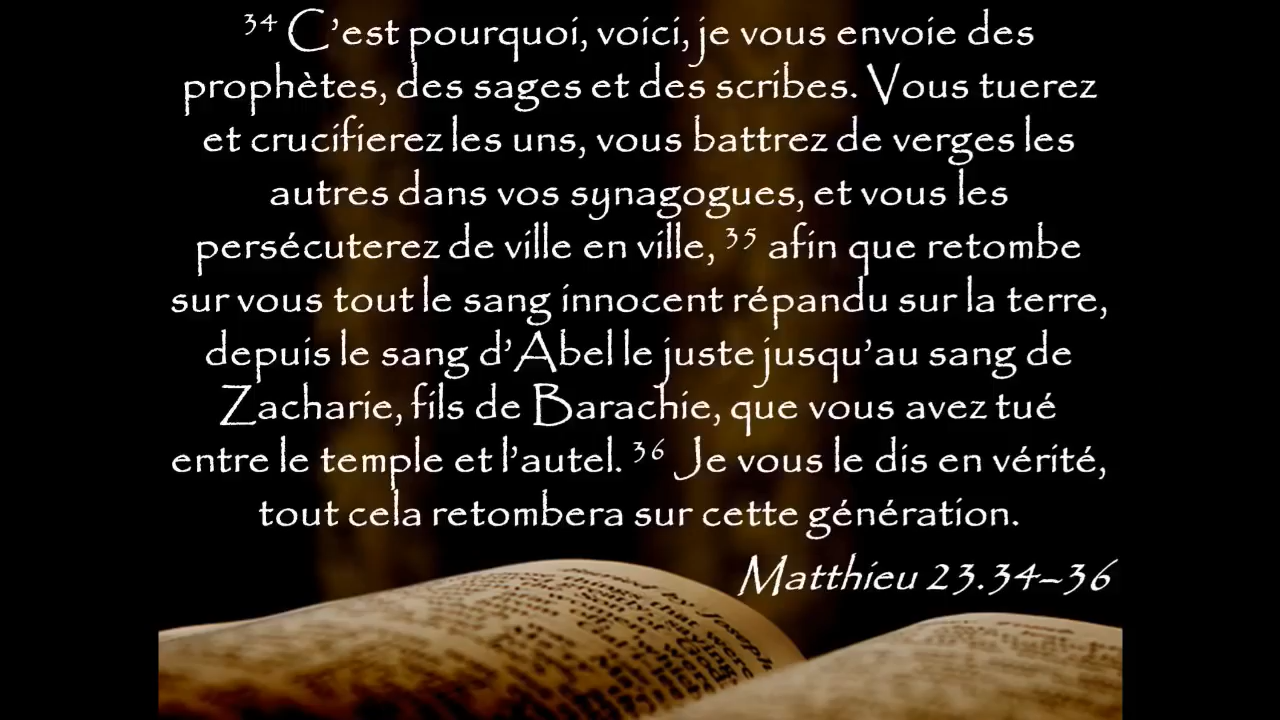 ³⁴ C’est pourquoi, voici, je vous envoie des
prophètes, des sages et des scribes. Vous tuerez
et crucifierez les uns, vous battrez de verges les
autres dans vos synagogues, et vous les
persécuterez de ville en ville, ³⁵ afin que retombe
sur vous tout le sang innocent répandu sur la terre,
depuis le sang d’Abel le juste jusqu’au sang de
Zacharie, fils de Barachie, que vous avez tué
entre le temple et l’autel. ³⁶ Je vous le dis en vérité,
tout cela retombera sur cette génération.
Matthieu 23.34–36